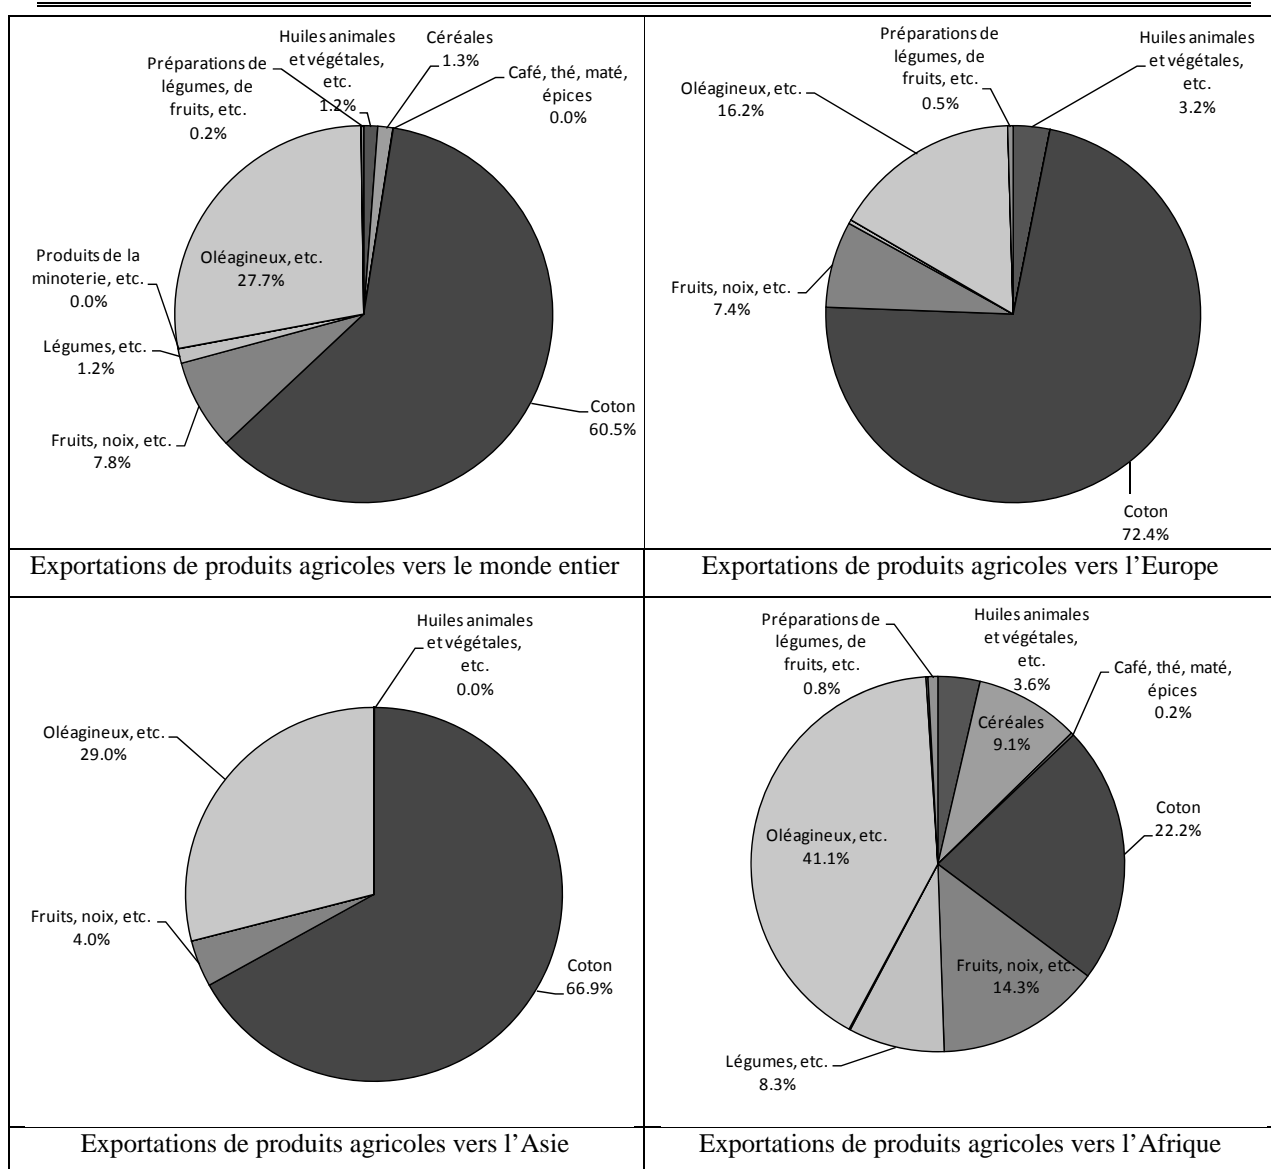 Huiles animales
et végétales,
etc.
1.2%
Céréales
1.3%
Préparations de
légumes, de
fruits, etc.
0.2%
Café, thé, maté,
épices
0.0%
Produits de la
minoterie, etc.
0.0%
Oléagineux, etc.
27.7%
Légumes, etc.
1.2%
Fruits, noix, etc.
7.8%
Coton
60.5%
Exportations de produits agricoles vers le monde entier
Préparations de
légumes, de
fruits, etc.
0.5%
Huiles animales
et végétales,
etc.
3.2%
Oléagineux, etc.
16.2%
Fruits, noix, etc.
7.4%
Coton
72.4%
Exportations de produits agricoles vers l’Europe
Huiles animales
et végétales,
etc.
0.0%
Oléagineux, etc.
29.0%
Fruits, noix, etc.
4.0%
Coton
66.9%
Exportations de produits agricoles vers l’Asie
Préparations de
légumes, de
fruits, etc.
0.8%
Huiles animales
et végétales,
etc.
3.6%
Café, thé, maté,
épices
0.2%
Céréales
9.1%
Coton
22.2%
Oléagineux, etc.
41.1%
Fruits, noix, etc.
14.3%
Légumes, etc.
8.3%
Exportations de produits agricoles vers l’Afrique